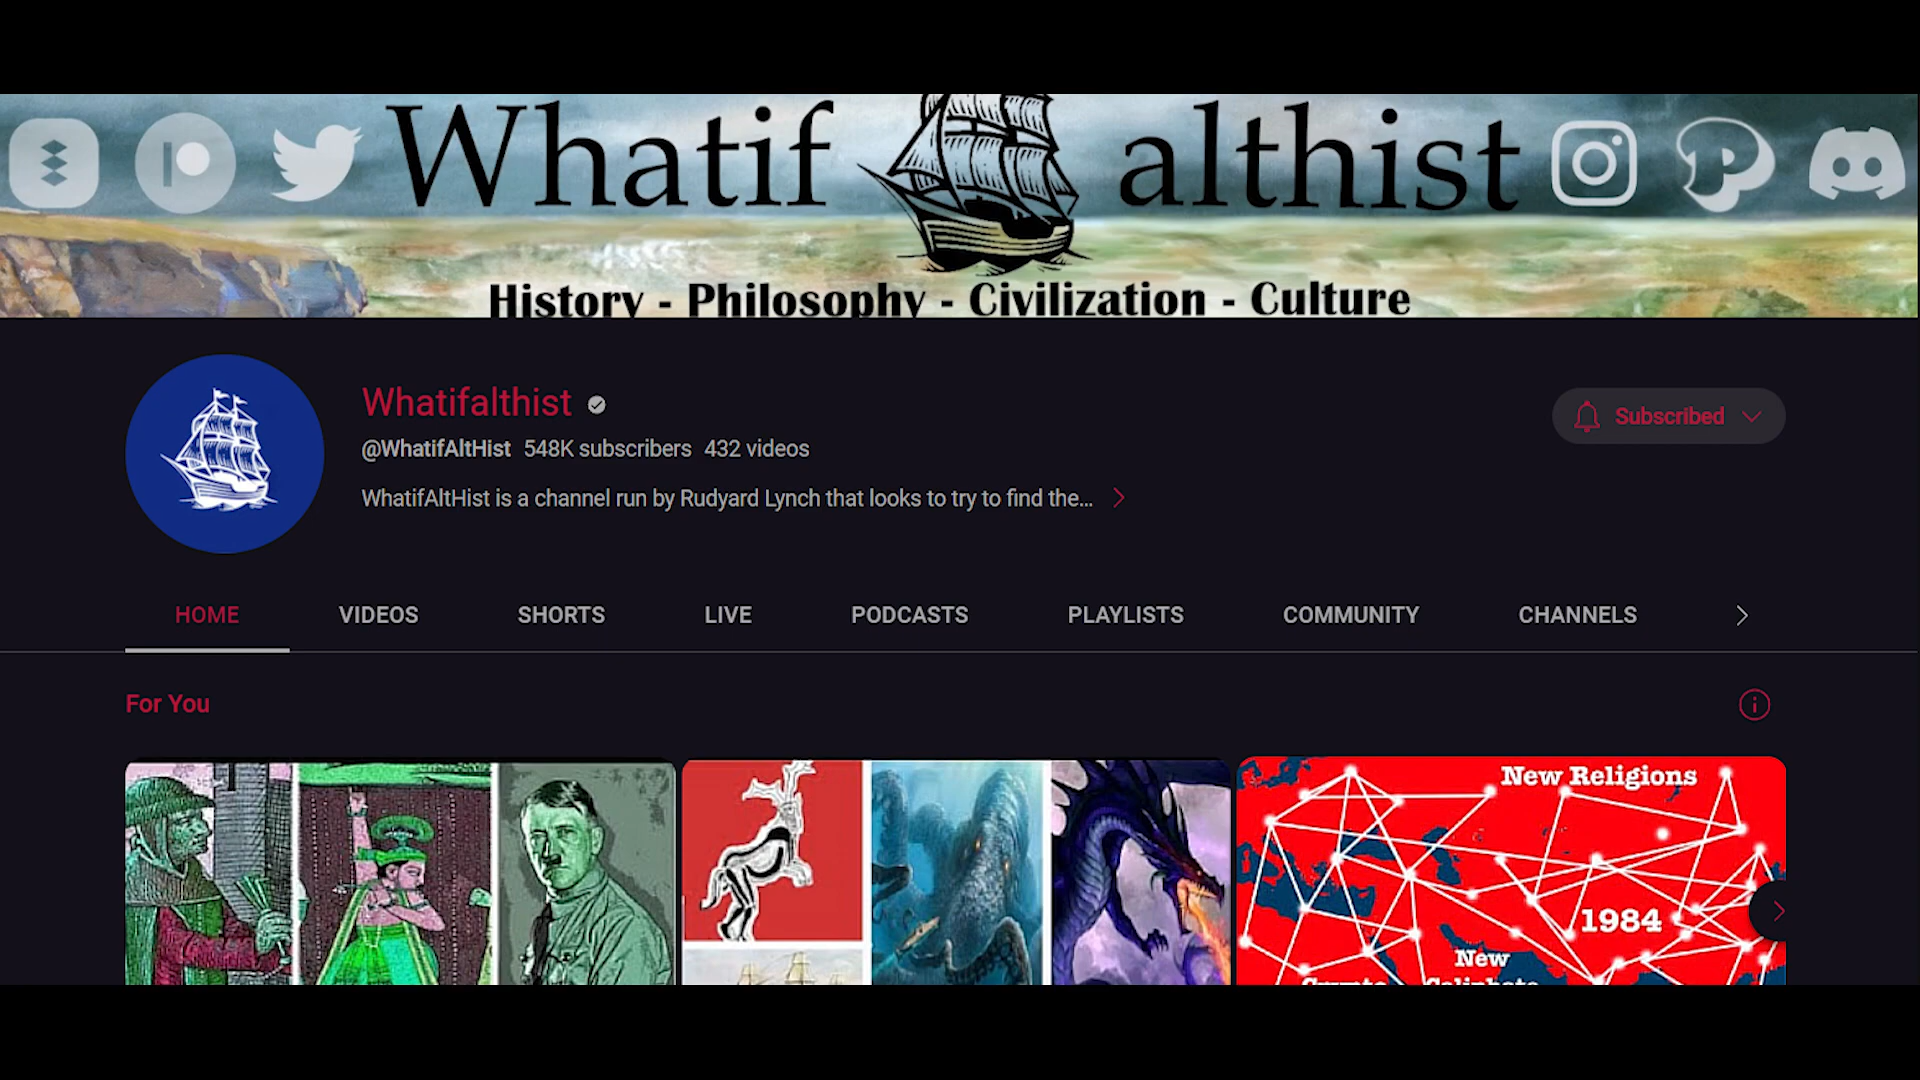 Whatif althist
History - Philosophy - Civilization - Culture
Whatifalthist
@WhatifAltHist 548K subscribers 432 videos
Subscribed
WhatifAltHist is a channel run by Rudyard Lynch that looks to try to find the...
HOME VIDEOS SHORTS LIVE PODCASTS PLAYLISTS COMMUNITY CHANNELS
For You
New Religions
1984
New
Crypto Caliphate